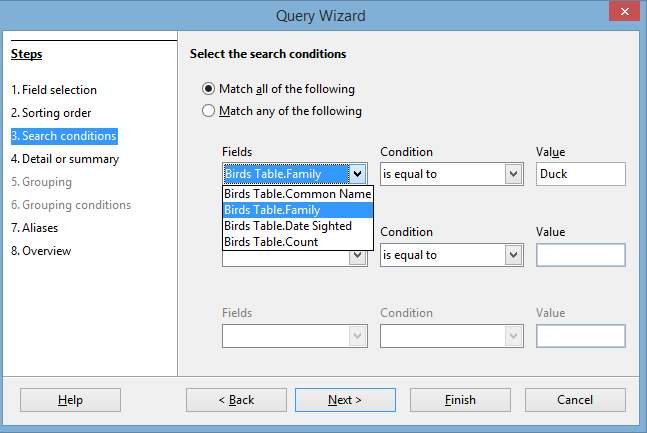 Query Wizard
Steps
1. Field selection
2. Sorting order
3. Search conditions
4. Detail or summary
5. Grouping
6. Grouping conditions
7. Aliases
8. Overview
Select the search conditions
Match all of the following
Match any of the following
Fields Condition Value
Birds Table.Family is equal to Duck
Birds Table.Common Name
Birds Table.Family
Birds Table.Date Sighted
Birds Table.Count
is equal to
Fields Condition Value
Help < Back Next > Finish Cancel